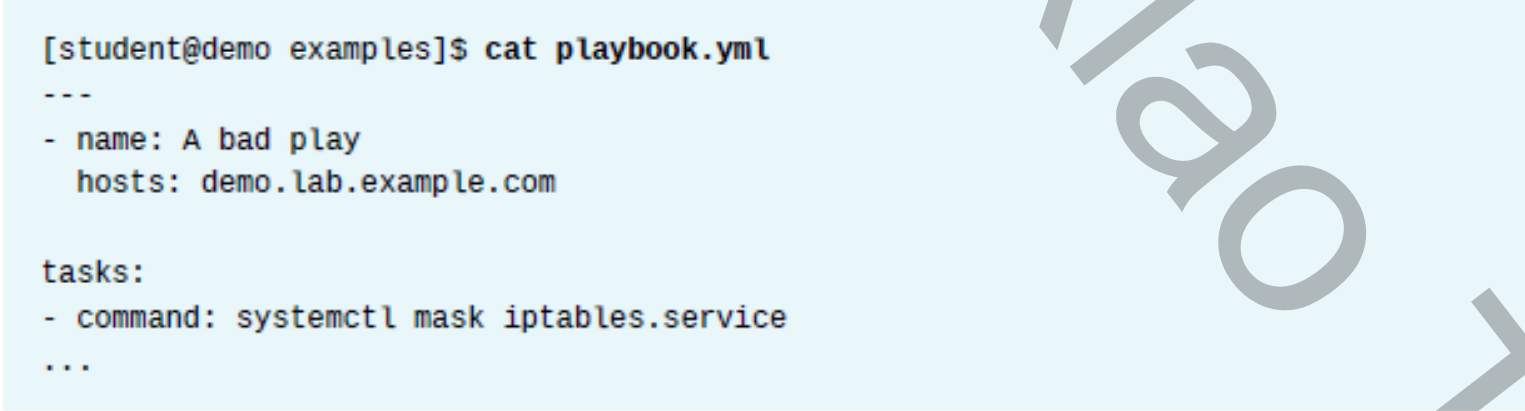 [student@demo examples]$ cat playbook.yml
---
- name: A bad play
  hosts: demo.lab.example.com

tasks:
- command: systemctl mask iptables.service
...